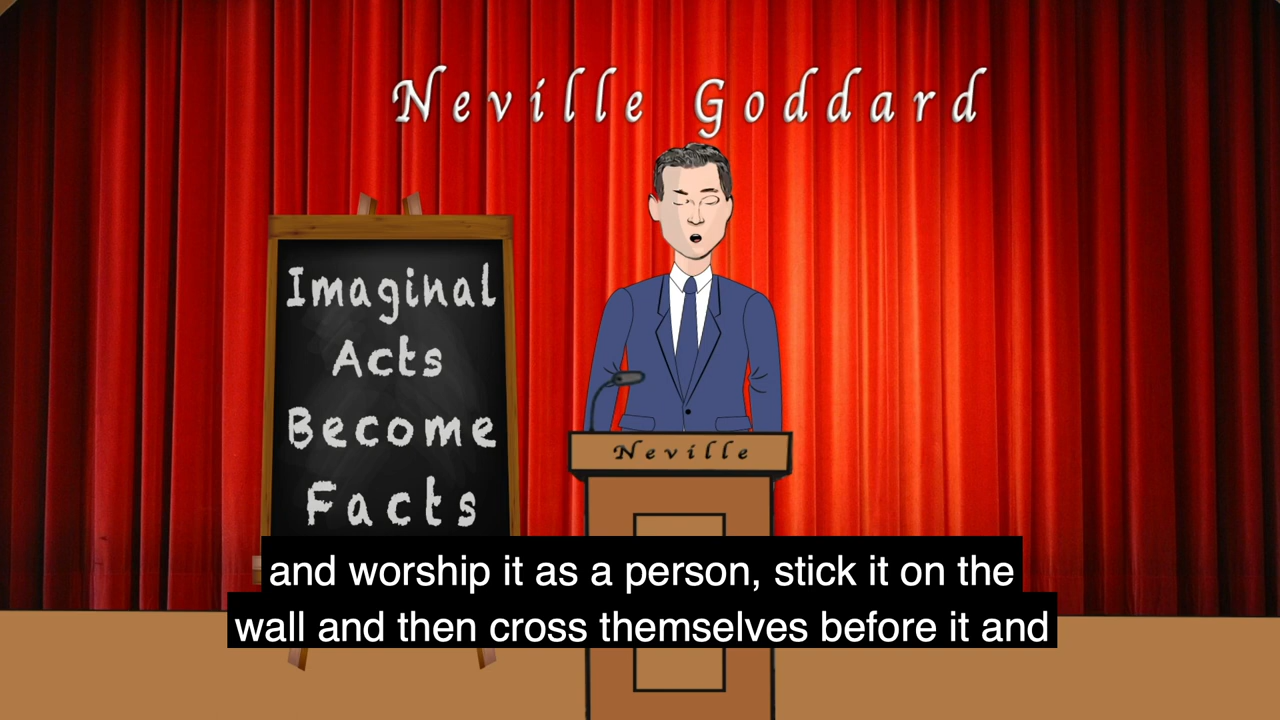 Neville Goddard
Imaginal
Acts
Become
Facts
Neville
and worship it as a person, stick it on the
wall and then cross themselves before it and